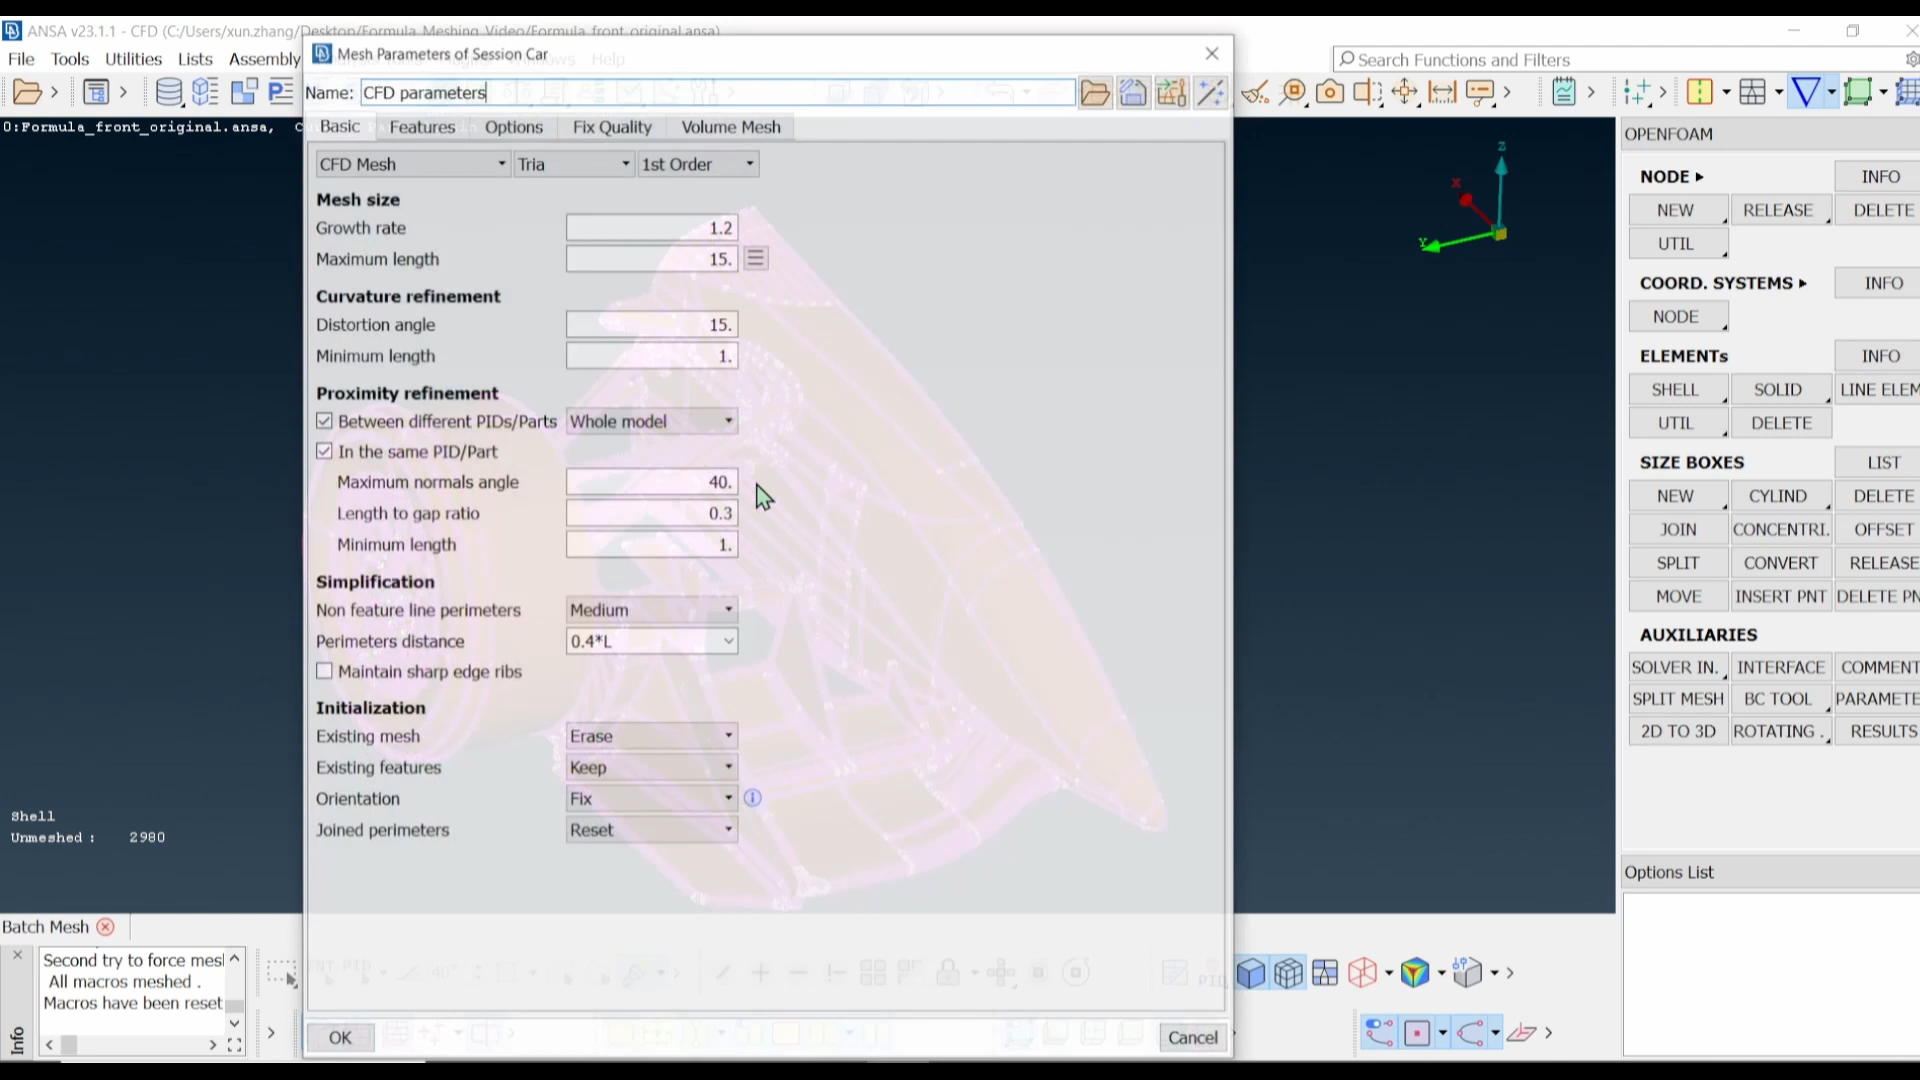 ANSA v23.1.1 - CFD (C:/Users/xun.zhang/Desktop/Formula_Meshing_Video/Formula_front_original.ansa)
File Tools Utilities Lists Assembly Windows Help
Search Functions and Filters
Mesh Parameters of Session Car
Name: CFD parameters
0:Formula_front_original.ansa,
Basic Features Options Fix Quality Volume Mesh
CFD Mesh Tria 1st Order
Mesh size
Growth rate 1.2
Maximum length 15.
Curvature refinement
Distortion angle 15.
Minimum length 1.
Proximity refinement
Between different PIDs/Parts Whole model
In the same PID/Part
Maximum normals angle 40.
Length to gap ratio 0.3
Minimum length 1.
Simplification
Non feature line perimeters Medium
Perimeters distance 0.4*L
Maintain sharp edge ribs
Initialization
Existing mesh Erase
Existing features Keep
Orientation Fix
Joined perimeters Reset
OK Cancel
Z
X
Y
Shell
Unmeshed : 2980
Batch Mesh
Second try to force mesl
All macros meshed .
Macros have been reset
Info
PID
OPENFOAM
NODE INFO
NEW RELEASE DELETE
UTIL
COORD. SYSTEMS INFO
NODE
ELEMENTs INFO
SHELL SOLID LINE ELEM
UTIL DELETE
SIZE BOXES LIST
NEW CYLIND DELETE
JOIN CONCENTRI. OFFSET
SPLIT CONVERT RELEASE
MOVE INSERT PNT DELETE PN
AUXILIARIES
SOLVER IN. INTERFACE COMMENT
SPLIT MESH BC TOOL PARAMETE
2D TO 3D ROTATING . RESULTS
Options List